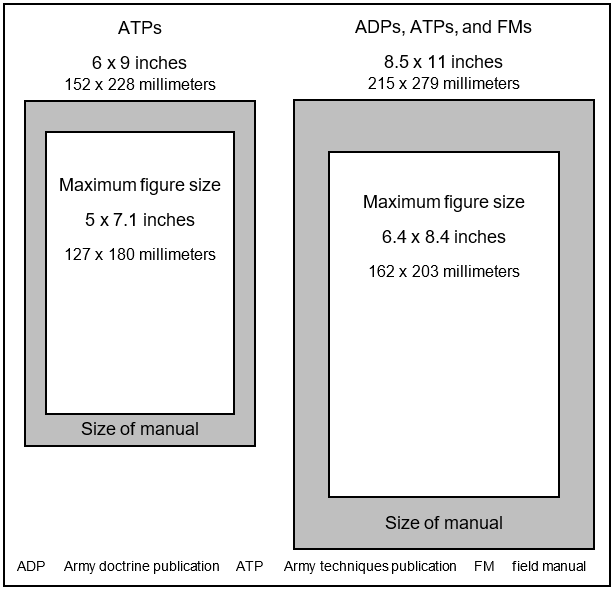 ATPs
6 x 9 inches
152 x 228 millimeters
Maximum figure size
5 x 7.1 inches
127 x 180 millimeters
Size of manual
ADPs, ATPs, and FMs
8.5 x 11 inches
215 x 279 millimeters
Maximum figure size
6.4 x 8.4 inches
162 x 203 millimeters
Size of manual
ADP Army doctrine publication ATP Army techniques publication FM field manual